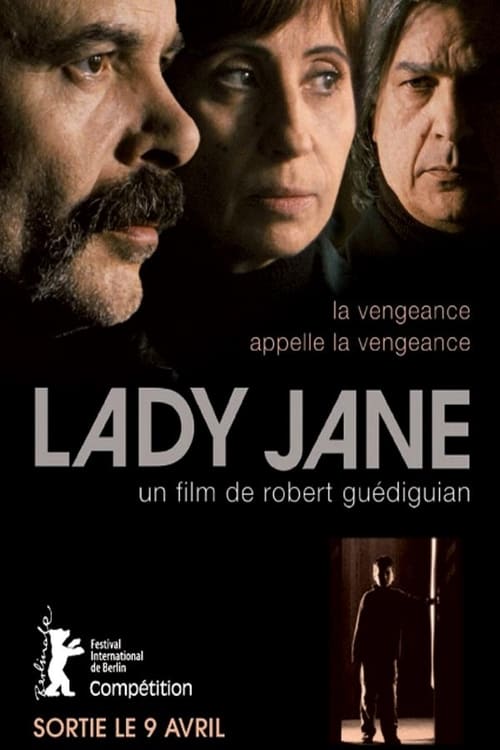 la vengeance
appelle la vengeance
LADY JANE
un film de robert guédiguian
Berlinale
Festival
International
de Berlin
Compétition
SORTIE LE 9 AVRIL